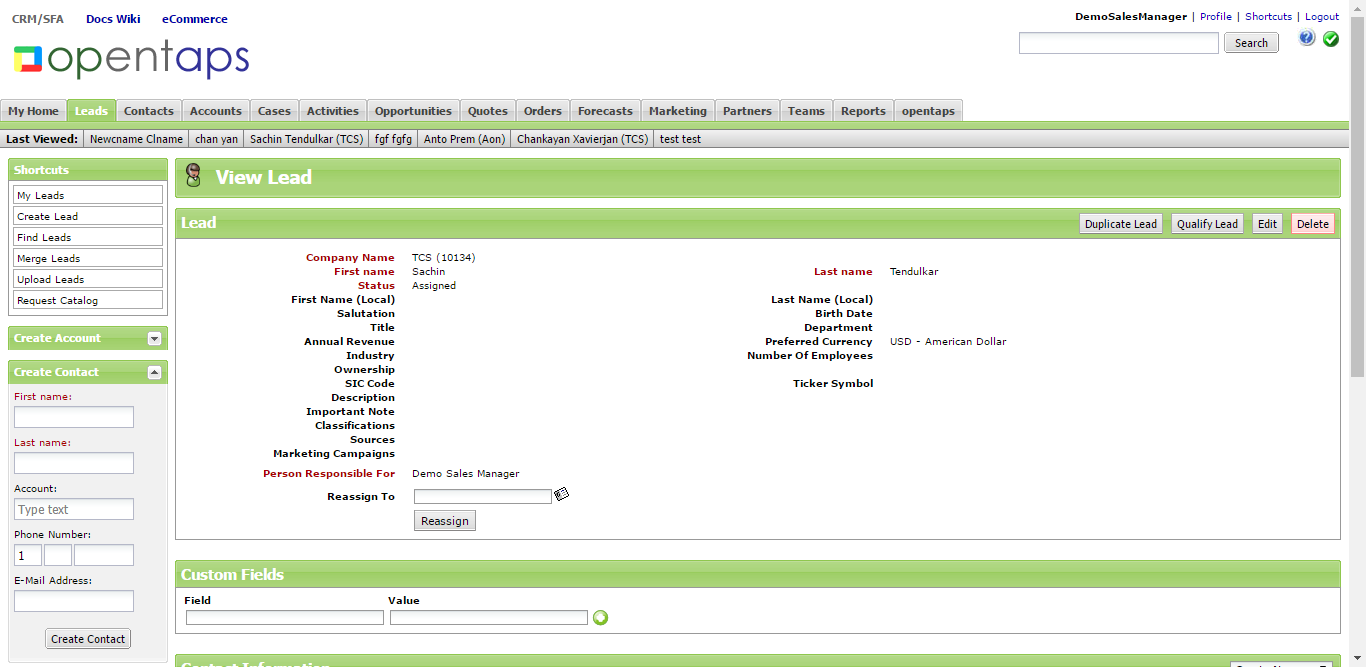 CRM/SFA Docs Wiki eCommerce
DemoSalesManager | Profile | Shortcuts | Logout
opentaps
Search
?
My Home Leads Contacts Accounts Cases Activities Opportunities Quotes Orders Forecasts Marketing Partners Teams Reports opentaps
Last Viewed: Newcname Clname chan yan Sachin Tendulkar (TCS) fgf fgfg Anto Prem (Aon) Chankayan Xavierjan (TCS) test test
Shortcuts
My Leads
Create Lead
Find Leads
Merge Leads
Upload Leads
Request Catalog
Create Account
Create Contact
First name:
Last name:
Account:
Type text
Phone Number:
1
E-Mail Address:
Create Contact
View Lead
Lead Duplicate Lead Qualify Lead Edit Delete
Company Name TCS (10134)
First name Sachin Last name Tendulkar
Status Assigned
First Name (Local) Last Name (Local)
Salutation Birth Date
Title Department
Annual Revenue Preferred Currency USD - American Dollar
Industry Number Of Employees
Ownership
SIC Code Ticker Symbol
Description
Important Note
Classifications
Sources
Marketing Campaigns
Person Responsible For Demo Sales Manager
Reassign To
Reassign
Custom Fields
Field Value
Contact Information